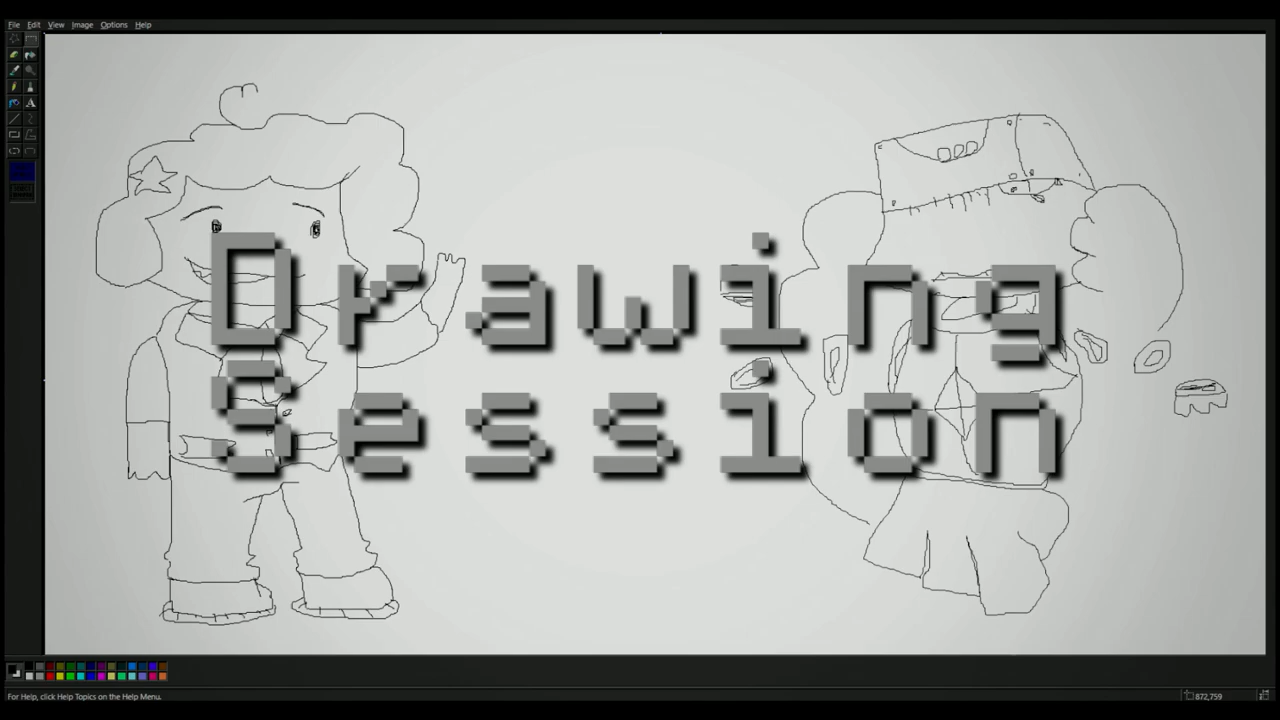 File Edit View Image Options Help
A
Drawing
Session
For Help, click Help Topics on the Help Menu.
872,759